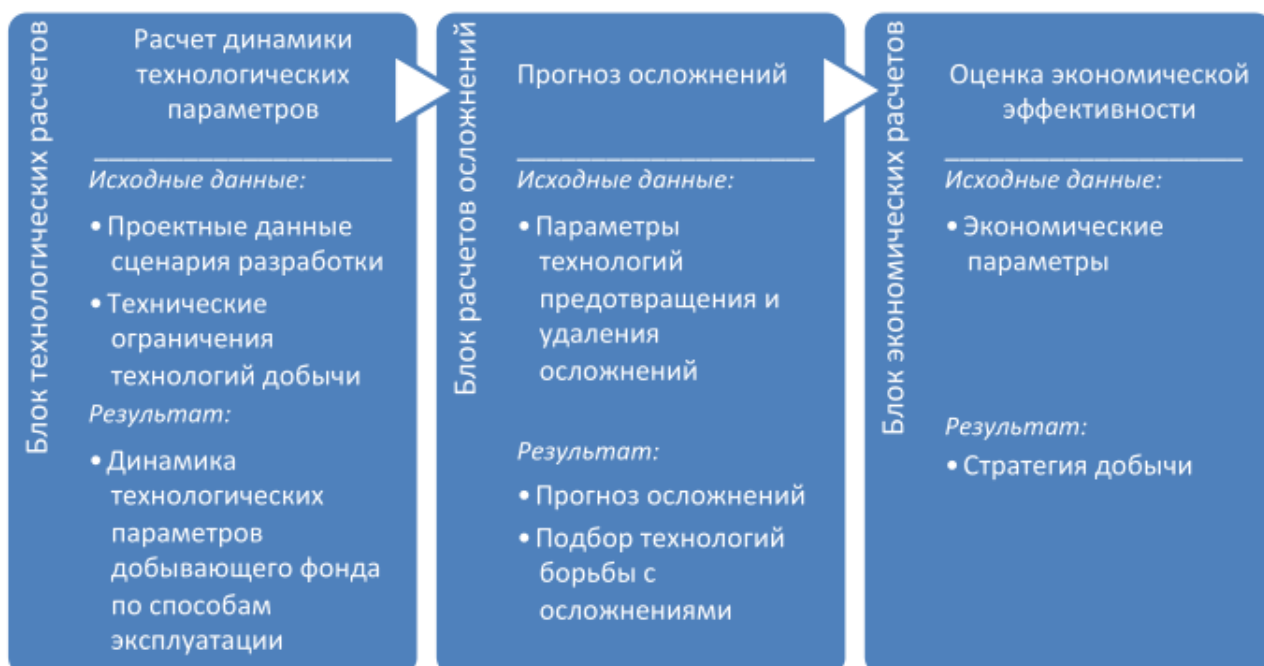 Блок технологических расчетов
Расчет динамики
технологических
параметров
Исходные данные:
• Проектные данные
сценария разработки
• Технические
ограничения
технологий добычи
Результат:
• Динамика
технологических
параметров
добывающего фонда
по способам
эксплуатации
Блок расчетов осложнений
Прогноз осложнений
Исходные данные:
• Параметры
технологий
предотвращения и
удаления
осложнений
Результат:
• Прогноз осложнений
• Подбор технологий
борьбы с
осложнениями
Блок экономических расчетов
Оценка экономической
эффективности
Исходные данные:
• Экономические
параметры
Результат:
• Стратегия добычи